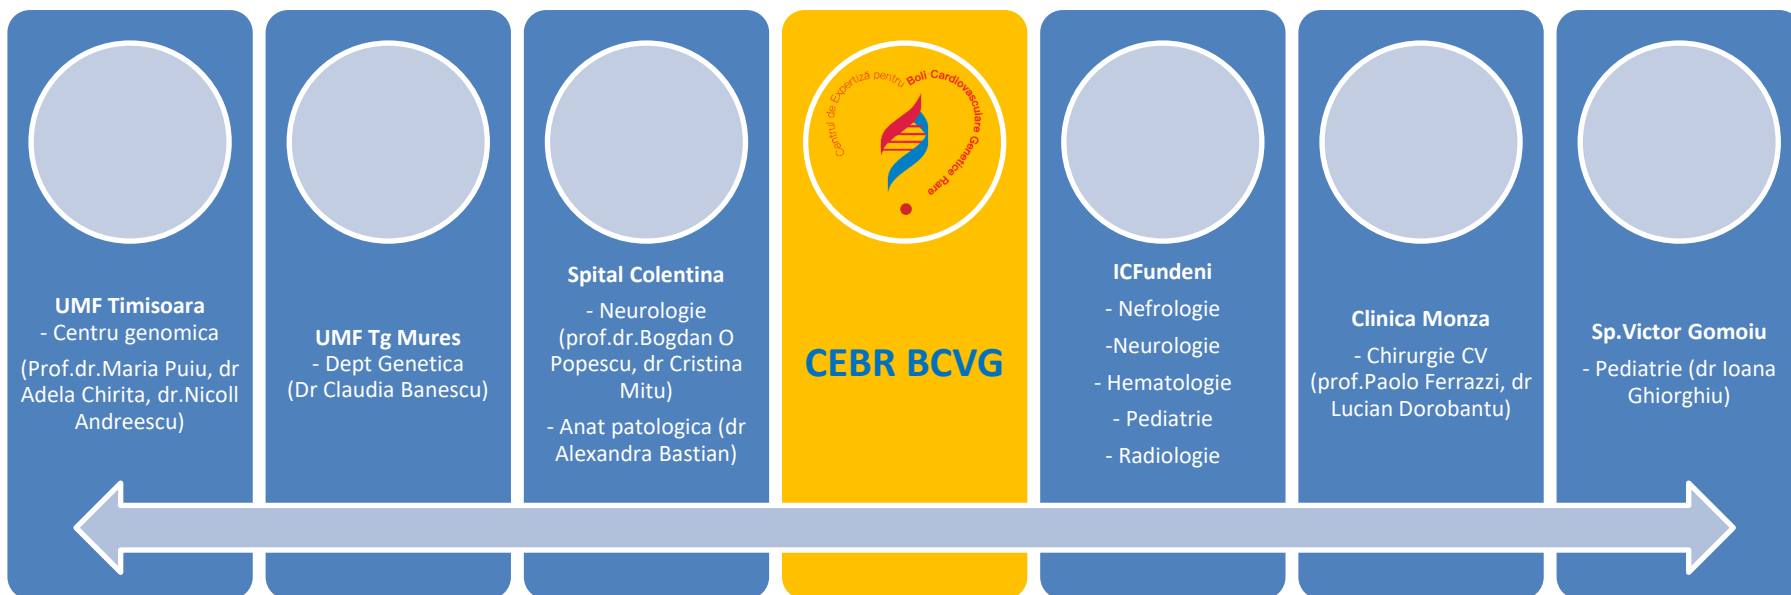 UMF Timisoara
- Centru genomica
(Prof.dr.Maria Puiu, dr
Adela Chirita, dr.Nicoll
Andreescu)
UMF Tg Mures
- Dept Genetica
(Dr Claudia Banescu)
Spital Colentina
- Neurologie
(prof.dr.Bogdan O
Popescu, dr Cristina
Mitu)
- Anat patologica (dr
Alexandra Bastian)
Centrul de Expertiză pentru Boli Cardiovasculare Genetice Rare
CEBR BCVG
ICFundeni
- Nefrologie
-Neurologie
- Hematologie
- Pediatrie
- Radiologie
Clinica Monza
- Chirurgie CV
(prof.Paolo Ferrazzi, dr
Lucian Dorobantu)
Sp.Victor Gomoiu
- Pediatrie (dr Ioana
Ghiorghiu)